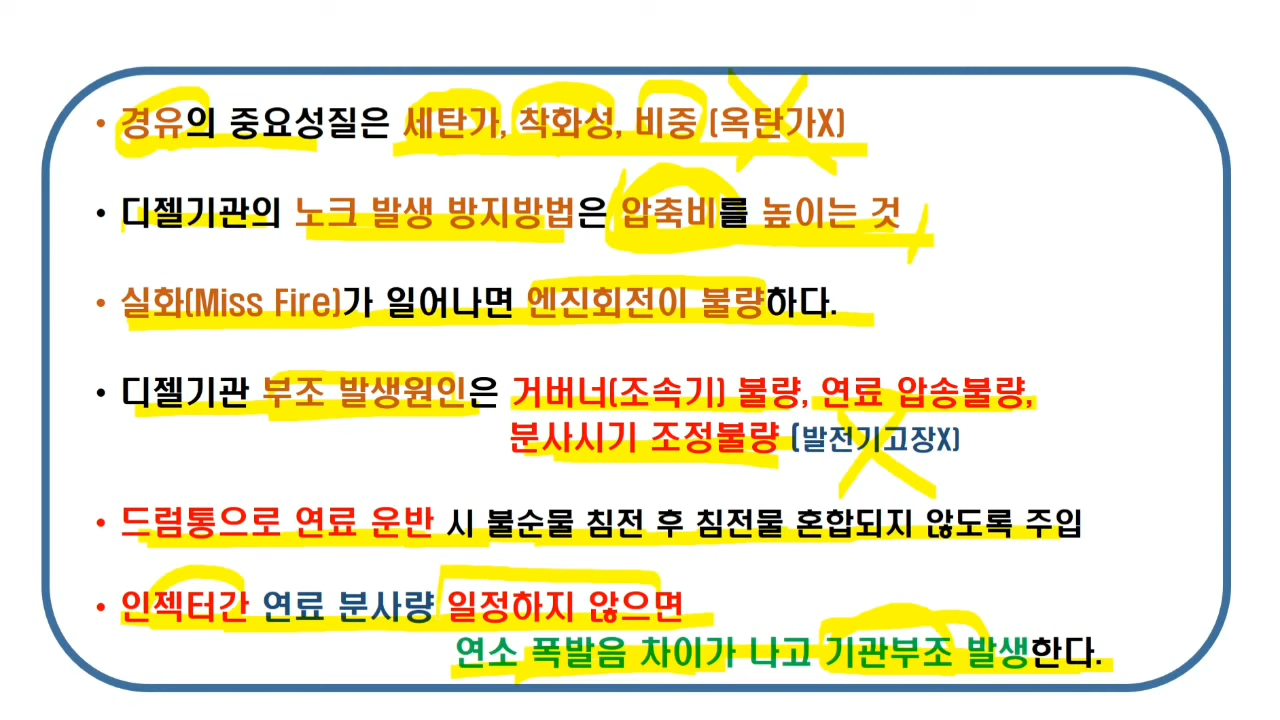 • 경유의 중요성질은 세탄가, 착화성, 비중 (옥탄가X)
• 디젤기관의 노크 발생 방지방법은 압축비를 높이는 것
• 실화(Miss Fire)가 일어나면 엔진회전이 불량하다.
• 디젤기관 부조 발생원인은 거버너(조속기) 불량, 연료 압송불량,
분사시기 조정불량 (발전기고장X)
• 드럼통으로 연료 운반 시 불순물 침전 후 침전물 혼합되지 않도록 주입
• 인젝터간 연료 분사량 일정하지 않으면
연소 폭발음 차이가 나고 기관부조 발생한다.